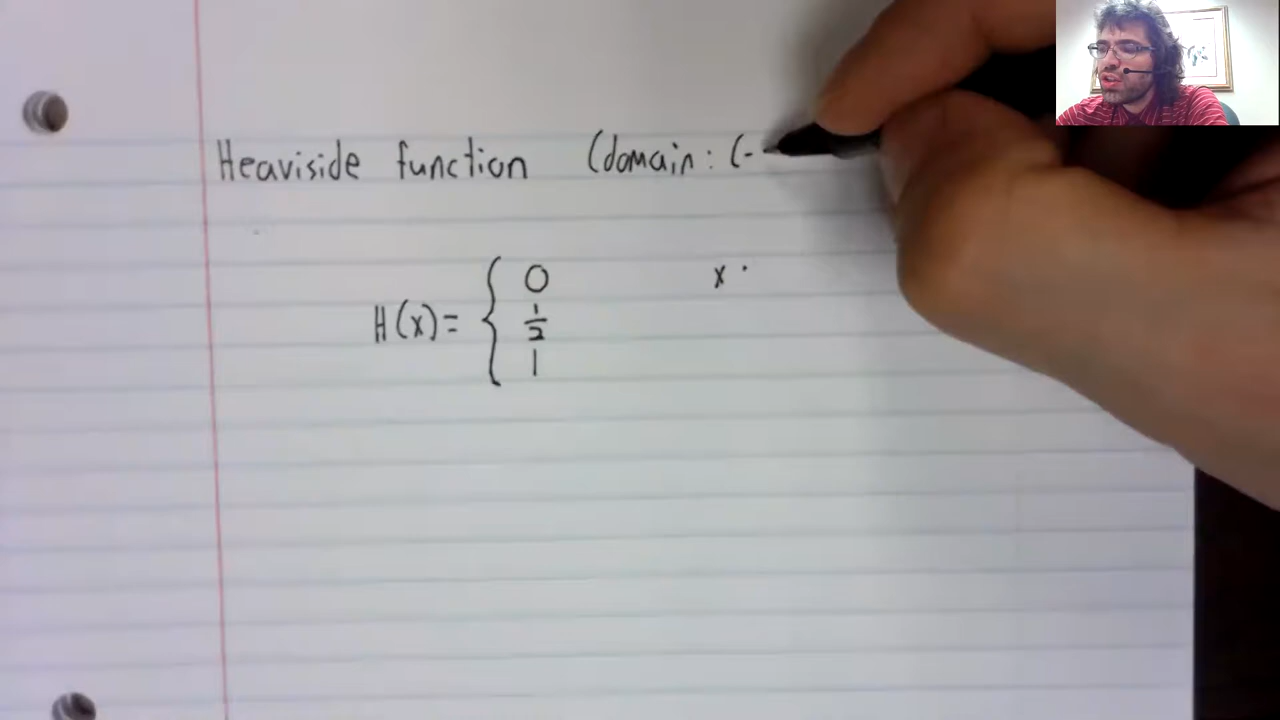 Heaviside function (domain: (-
H(x)= { 0 x
1/2
1